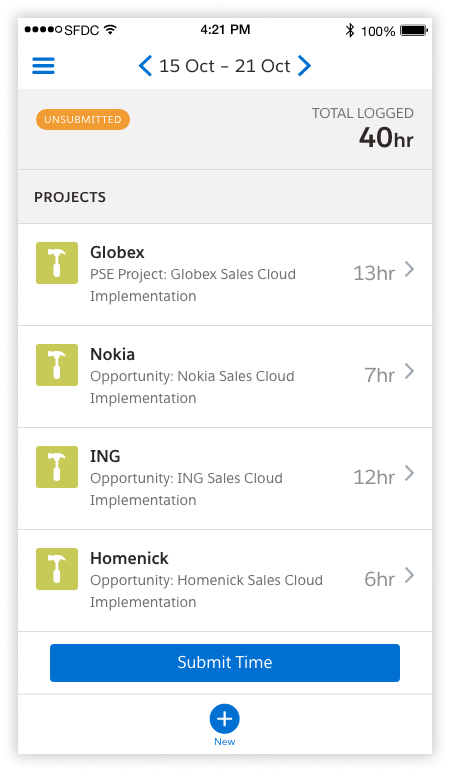 SFDC 4:21 PM 100%
15 Oct – 21 Oct
UNSUBMITTED
TOTAL LOGGED
40hr
PROJECTS
Globex
PSE Project: Globex Sales Cloud
Implementation
13hr
Nokia
Opportunity: Nokia Sales Cloud
Implementation
7hr
ING
Opportunity: ING Sales Cloud
Implementation
12hr
Homenick
Opportunity: Homenick Sales Cloud
Implementation
6hr
Submit Time
New